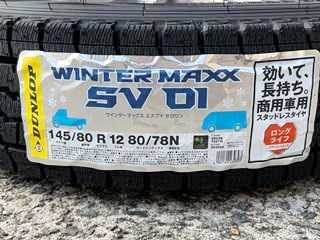 DUNLOP
WINTER MAXX
SV 01
ウインターマックス エスブイ ゼロワン
145/80 R 12 80/78N
効いて、
長持ち。
商用車用
スタッドレスタイヤ
ロング
ライフ